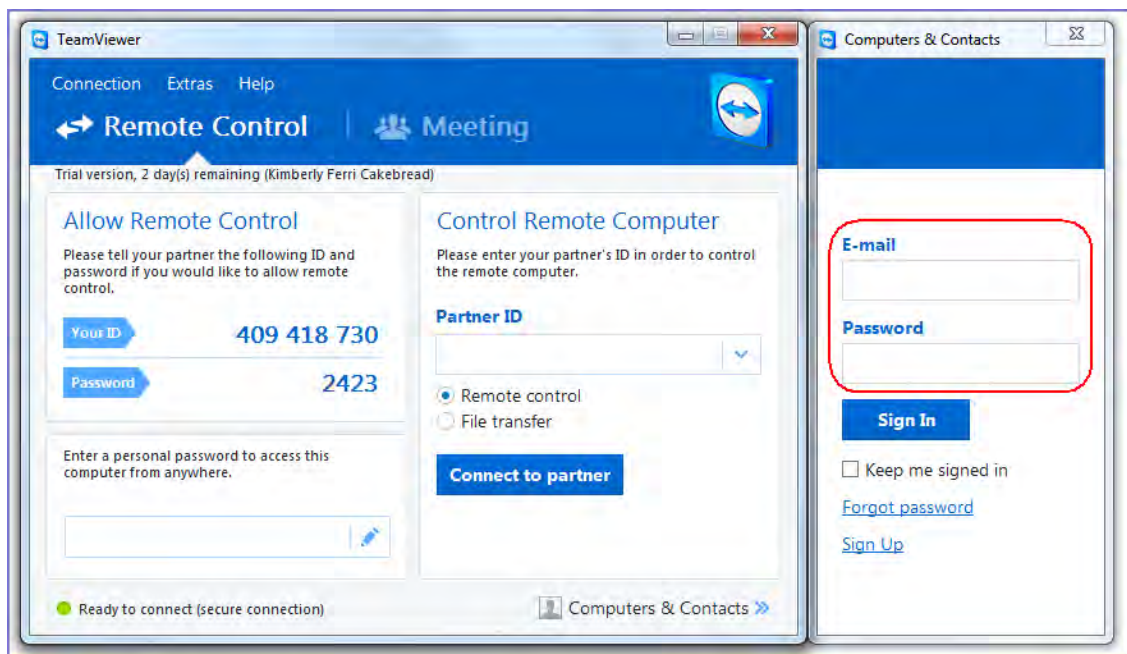 TeamViewer
Connection Extras Help
Remote Control Meeting
Trial version, 2 day(s) remaining (Kimberly Ferri Cakebread)
Allow Remote Control
Please tell your partner the following ID and
password if you would like to allow remote
control.
Your ID 409 418 730
Password 2423
Enter a personal password to access this
computer from anywhere.
Control Remote Computer
Please enter your partner's ID in order to control
the remote computer.
Partner ID
Remote control
File transfer
Connect to partner
Ready to connect (secure connection)
Computers & Contacts »
Computers & Contacts
E-mail
Password
Sign In
Keep me signed in
Forgot password
Sign Up